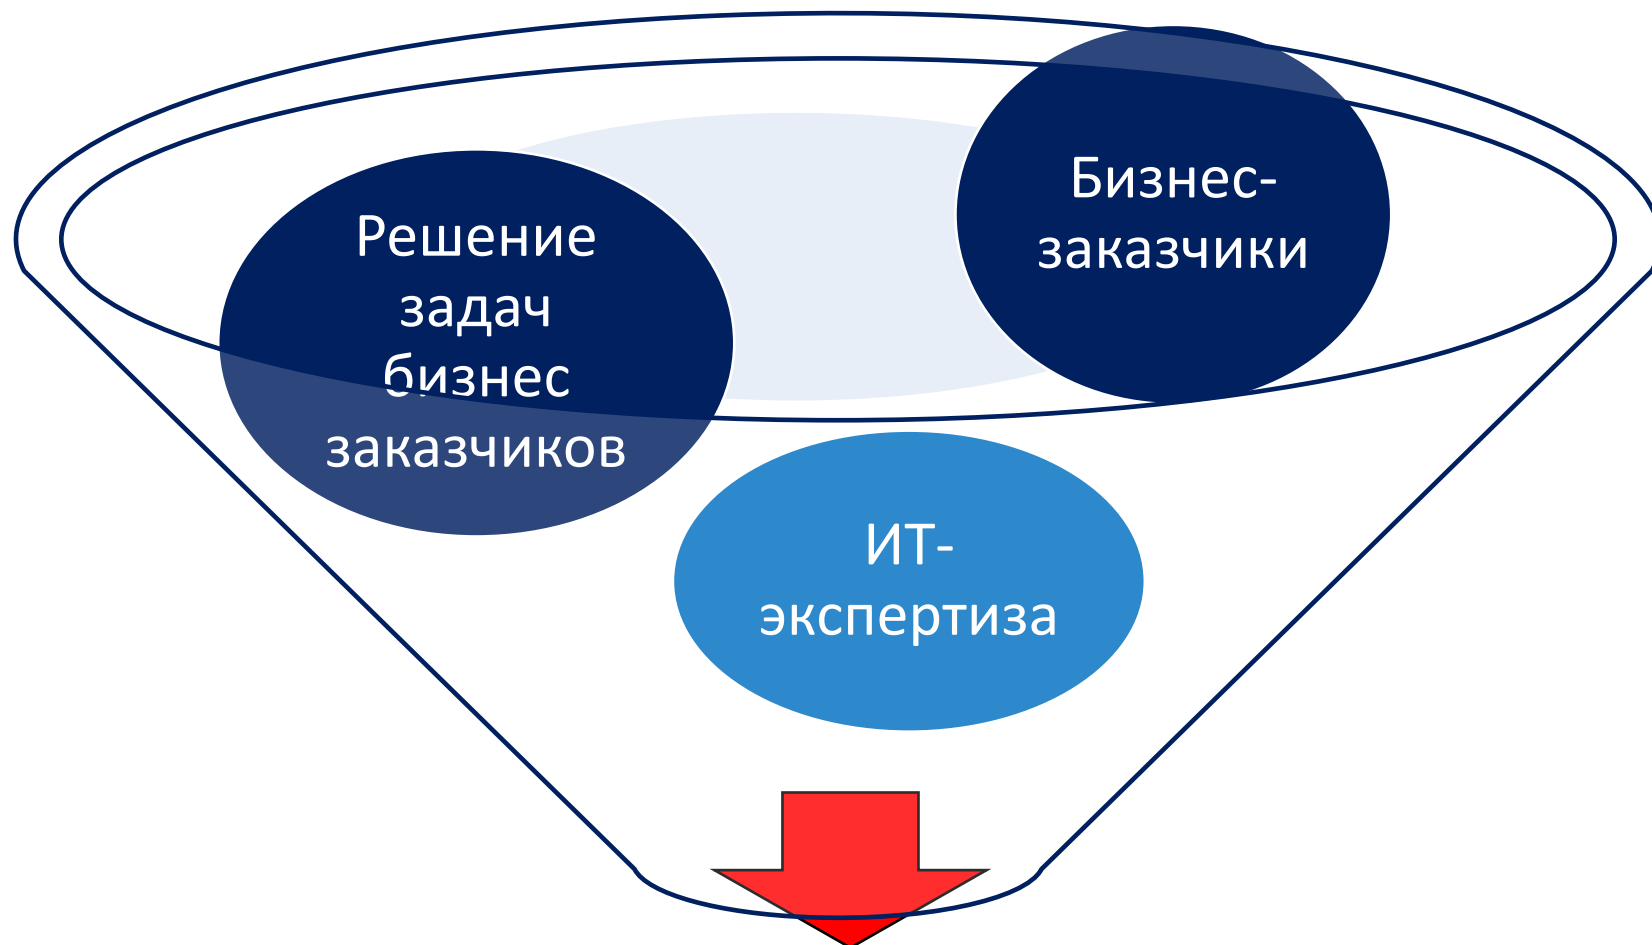 Решение
задач
бизнес
заказчиков
Бизнес-
заказчики
ИТ-
экспертиза